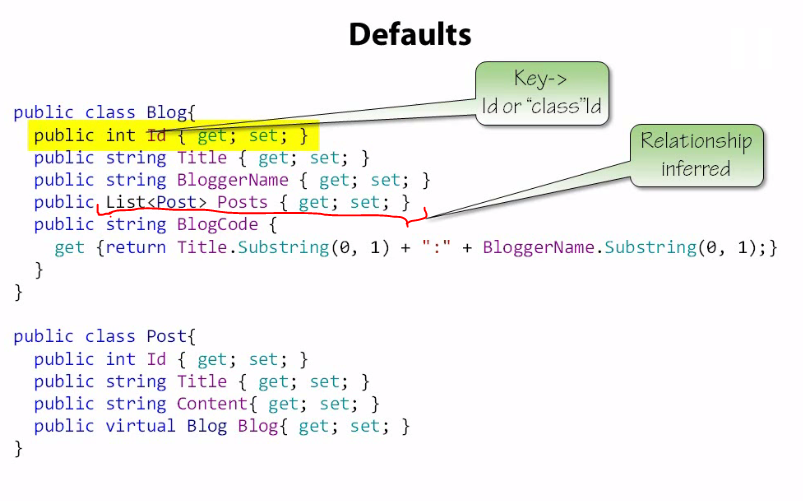 Defaults
Key->
Id or "class"Id
public class Blog{
public int Id { get; set; }
public string Title { get; set; }
public string BloggerName { get; set; }
public List<Post> Posts { get; set; }
public string BlogCode {
get {return Title.Substring(0, 1) + ":" + BloggerName.Substring(0, 1);}
}
}
Relationship
inferred
public class Post{
public int Id { get; set; }
public string Title { get; set; }
public string Content{ get; set; }
public virtual Blog Blog{ get; set; }
}